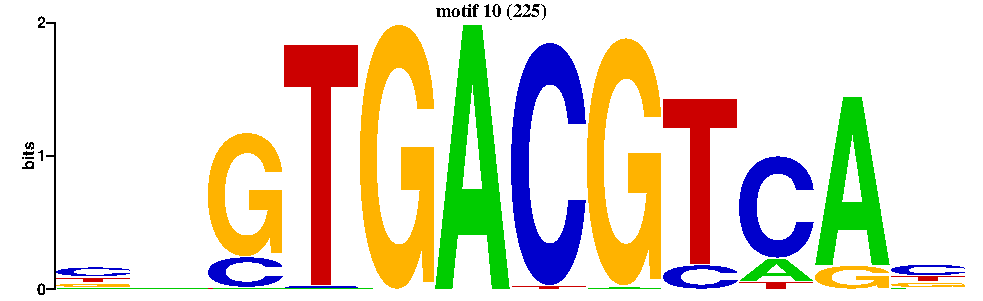 motif 10 (225)
2
bits
1
0
C T G
G C
T
G
A
C
G
T C
C A T
A G
C T G